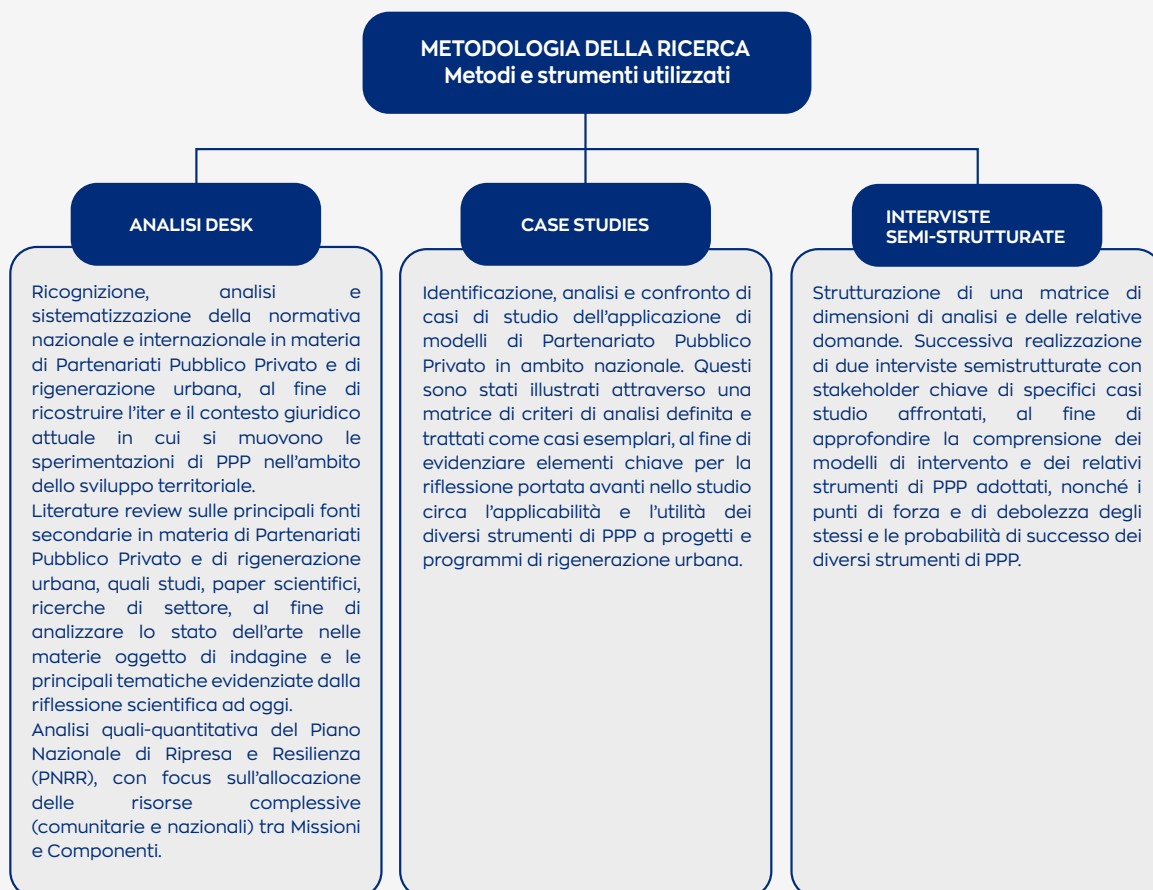 METODOLOGIA DELLA RICERCA
Metodi e strumenti utilizzati
ANALISI DESK
Ricognizione, analisi e
sistematizzazione della normativa
nazionale e internazionale in materia
di Partenariati Pubblico Privato e di
rigenerazione urbana, al fine di
ricostruire l’iter e il contesto giuridico
attuale in cui si muovono le
sperimentazioni di PPP nell’ambito
dello sviluppo territoriale.
Literature review sulle principali fonti
secondarie in materia di Partenariati
Pubblico Privato e di rigenerazione
urbana, quali studi, paper scientifici,
ricerche di settore, al fine di
analizzare lo stato dell’arte nelle
materie oggetto di indagine e le
principali tematiche evidenziate dalla
riflessione scientifica ad oggi.
Analisi quali-quantitativa del Piano
Nazionale di Ripresa e Resilienza
(PNRR), con focus sull’allocazione
delle risorse complessive
(comunitarie e nazionali) tra Missioni
e Componenti.
CASE STUDIES
Identificazione, analisi e confronto di
casi di studio dell’applicazione di
modelli di Partenariato Pubblico
Privato in ambito nazionale. Questi
sono stati illustrati attraverso una
matrice di criteri di analisi definita e
trattati come casi esemplari, al fine di
evidenziare elementi chiave per la
riflessione portata avanti nello studio
circa l’applicabilità e l’utilità dei
diversi strumenti di PPP a progetti e
programmi di rigenerazione urbana.
INTERVISTE
SEMI-STRUTTURATE
Strutturazione di una matrice di
dimensioni di analisi e delle relative
domande. Successiva realizzazione
di due interviste semistrutturate con
stakeholder chiave di specifici casi
studio affrontati, al fine di
approfondire la comprensione dei
modelli di intervento e dei relativi
strumenti di PPP adottati, nonché i
punti di forza e di debolezza degli
stessi e le probabilità di successo dei
diversi strumenti di PPP.